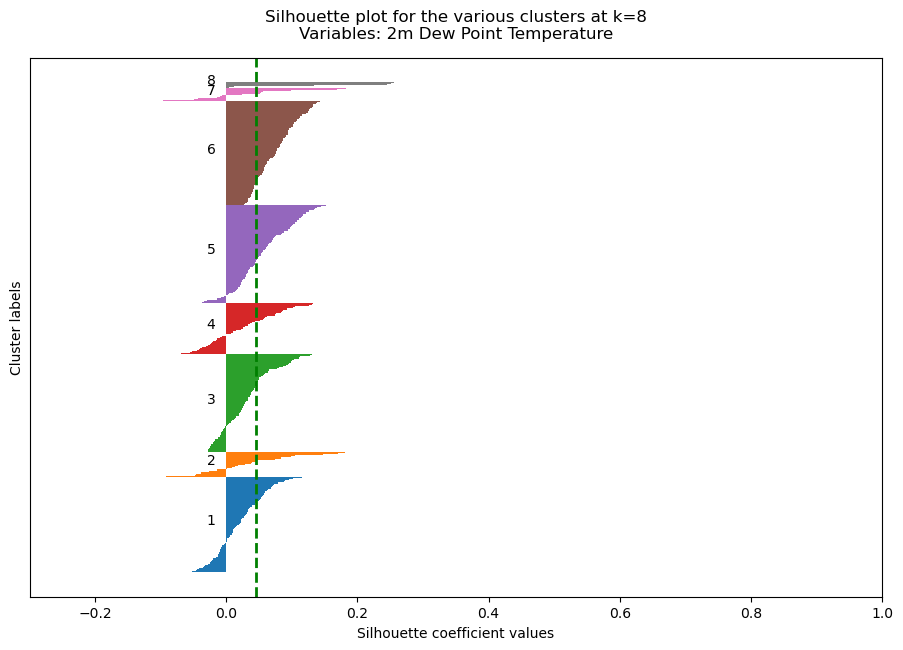 Silhouette plot for the various clusters at k=8
Variables: 2m Dew Point Temperature
8
7
6
5
4
3
2
1
Cluster labels
−0.2 0.0 0.2 0.4 0.6 0.8 1.0
Silhouette coefficient values